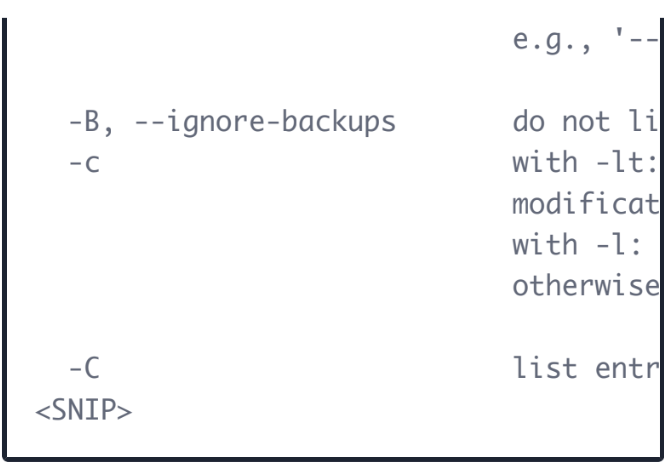 e.g., '--
-B, --ignore-backups do not li
-c with -lt:
modificat
with -l:
otherwise
-C list entr
<SNIP>